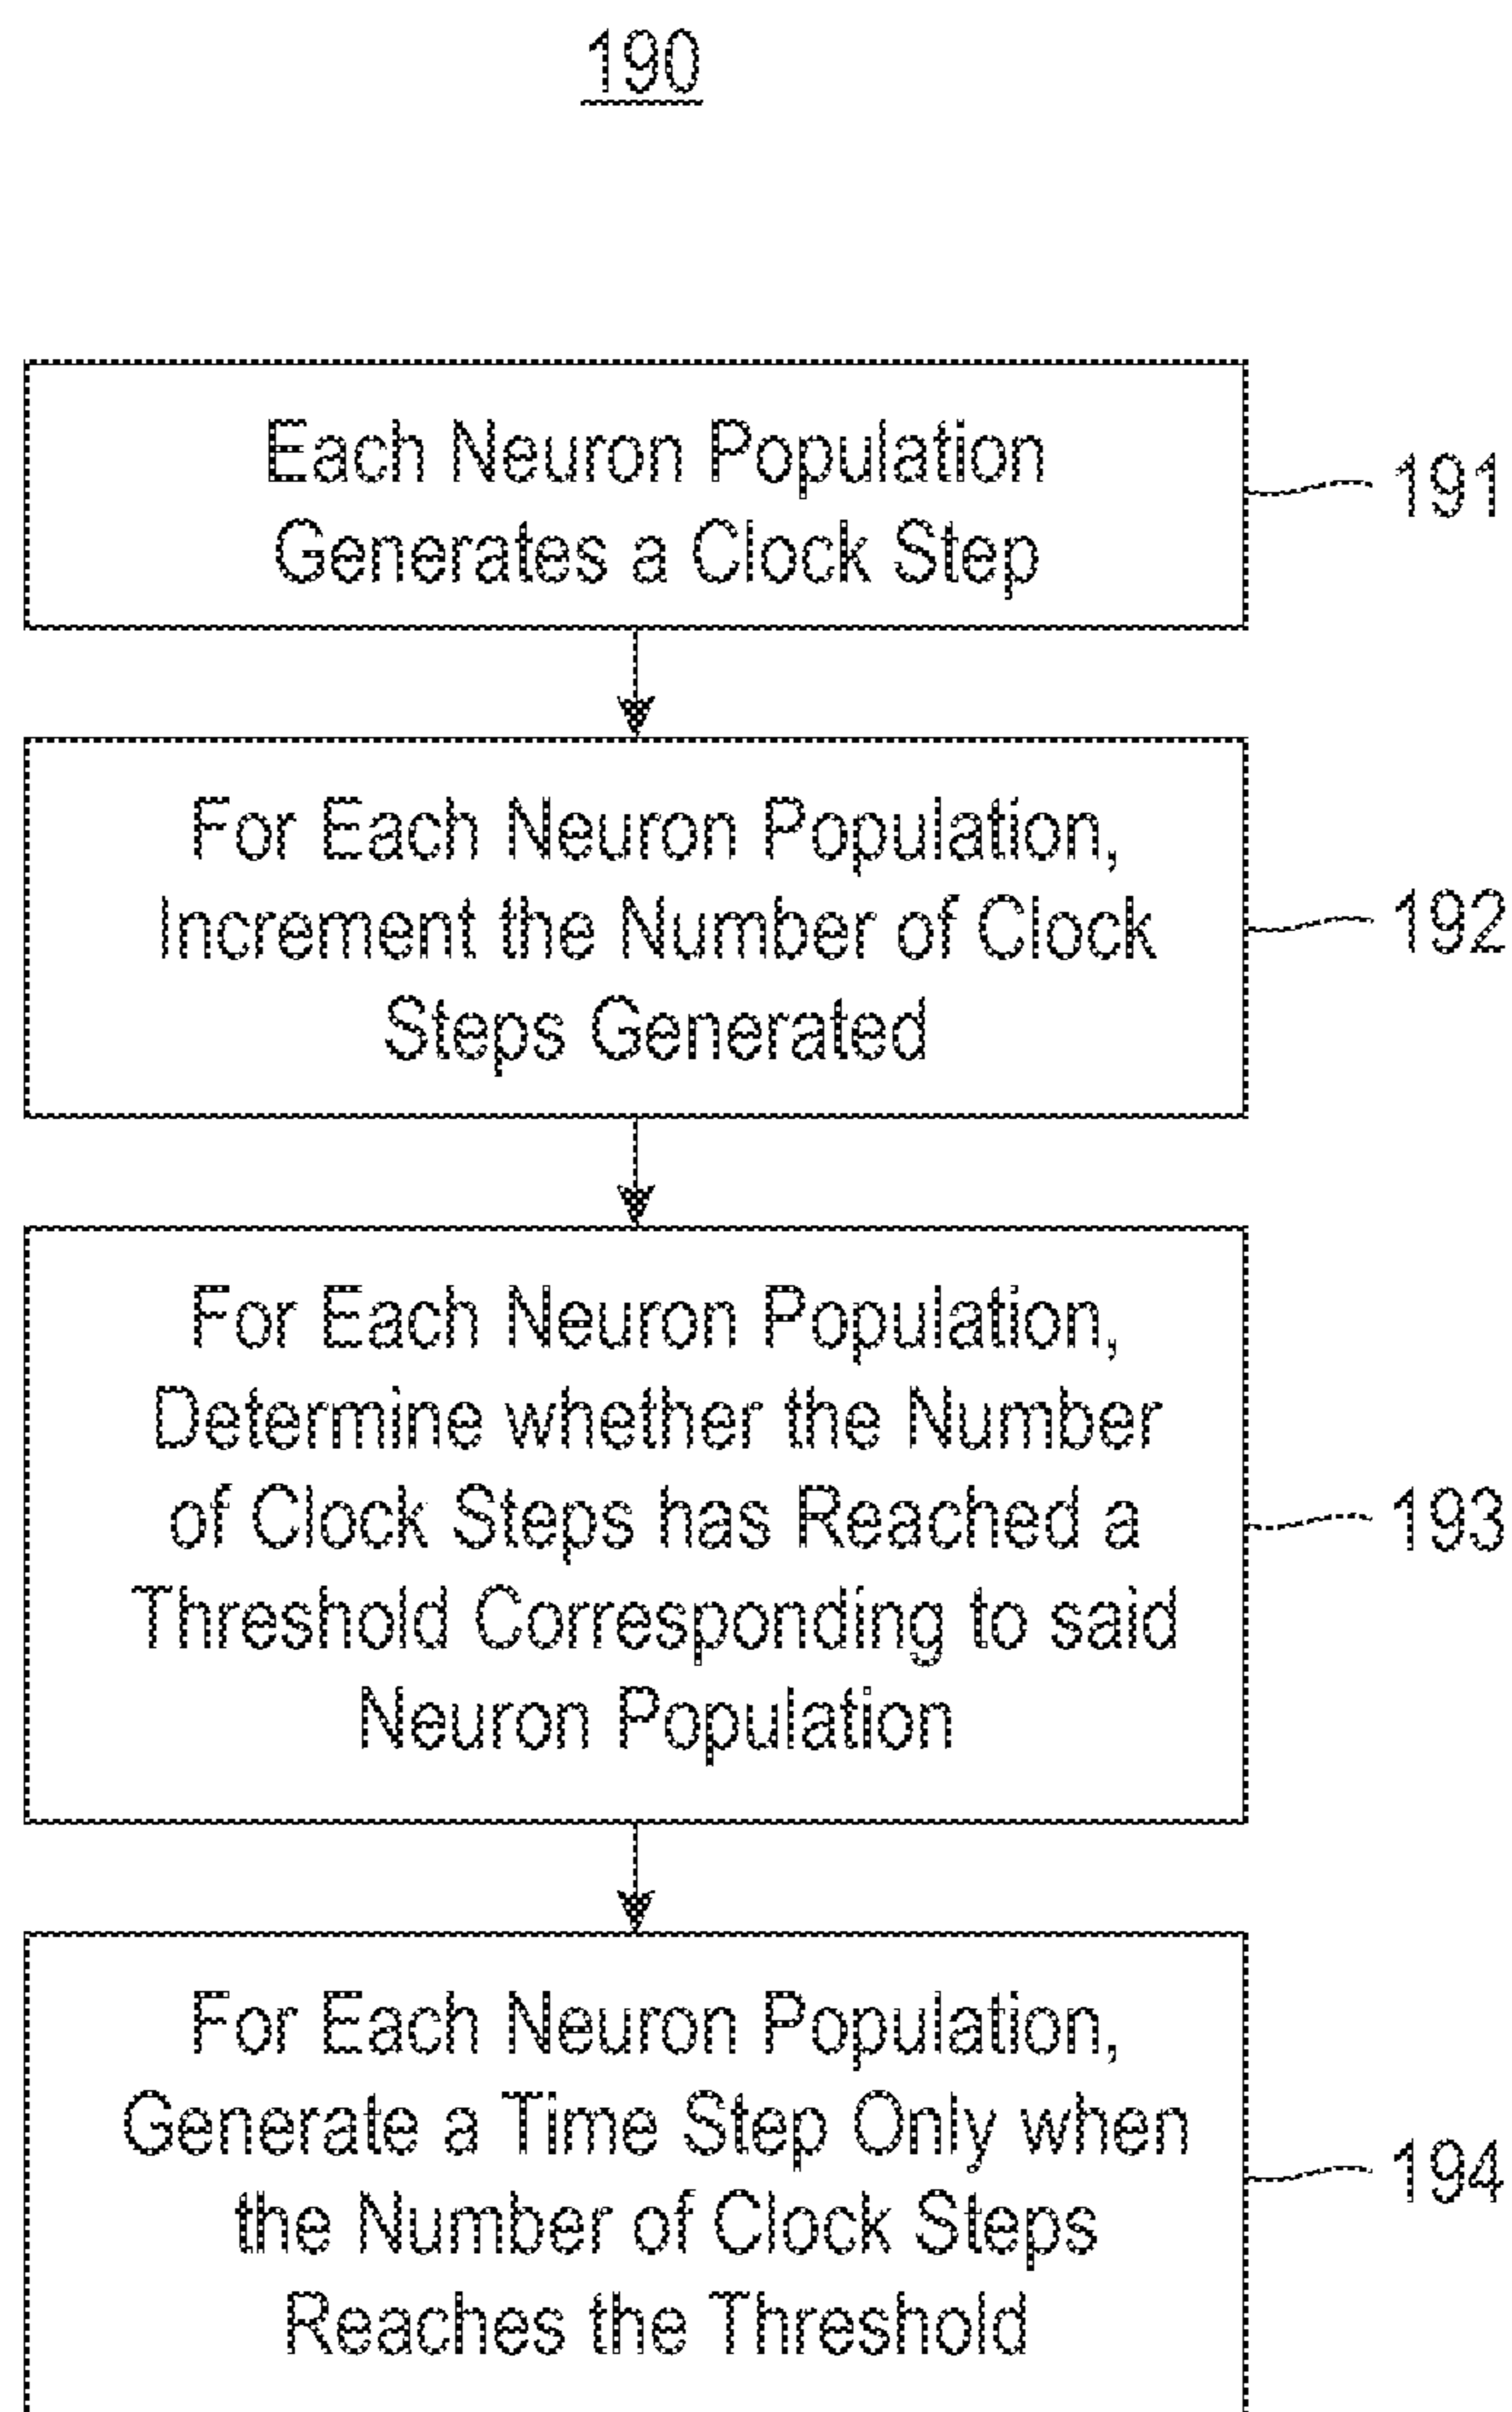 190
Each Neuron Population
Generates a Clock Step
191
For Each Neuron Population,
Increment the Number of Clock
Steps Generated
192
For Each Neuron Population,
Determine whether the Number
of Clock Steps has Reached a
Threshold Corresponding to said
Neuron Population
193
For Each Neuron Population,
Generate a Time Step Only when
the Number of Clock Steps
Reaches the Threshold
194